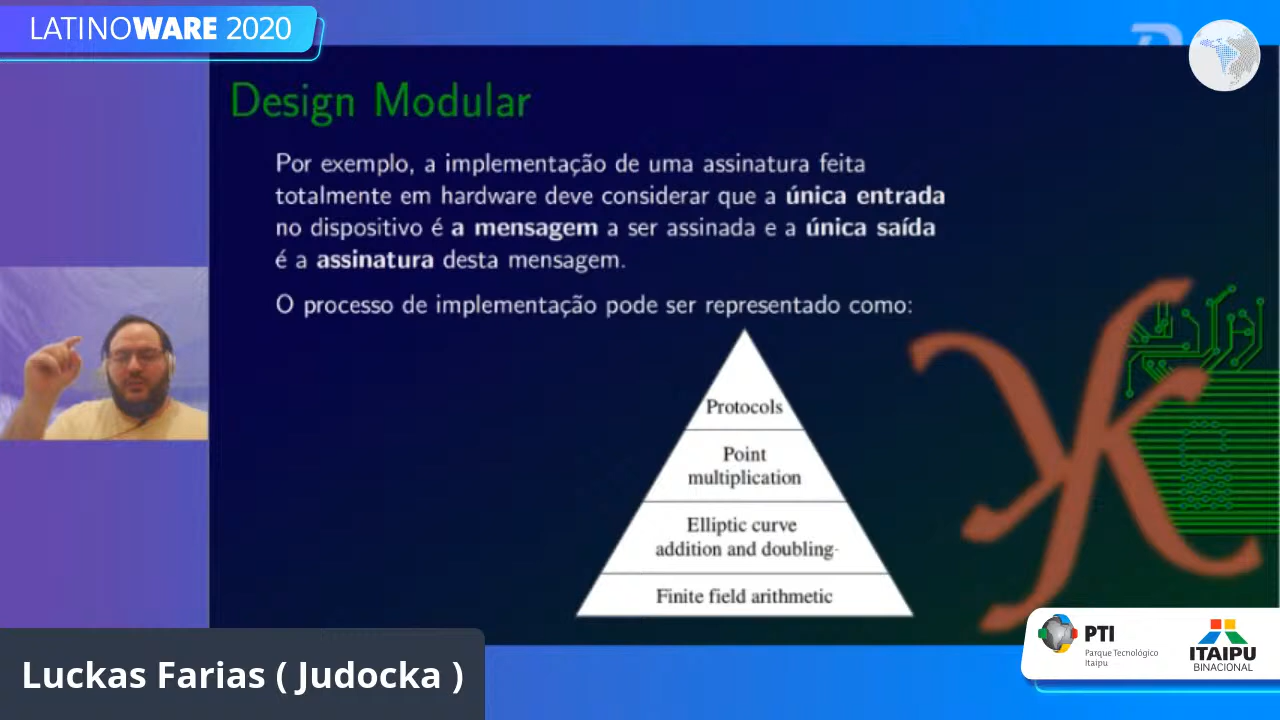 LATINOWARE 2020
Design Modular
Por exemplo, a implementação de uma assinatura feita
totalmente em hardware deve considerar que a única entrada
no dispositivo é a mensagem a ser assinada e a única saída
é a assinatura desta mensagem.
O processo de implementação pode ser representado como:
Protocols
Point
multiplication
Elliptic curve
addition and doubling
Finite field arithmetic
PTI
Parque Tecnológico
Itaipu
ITAIPU
BINACIONAL
Luckas Farias ( Judocka )